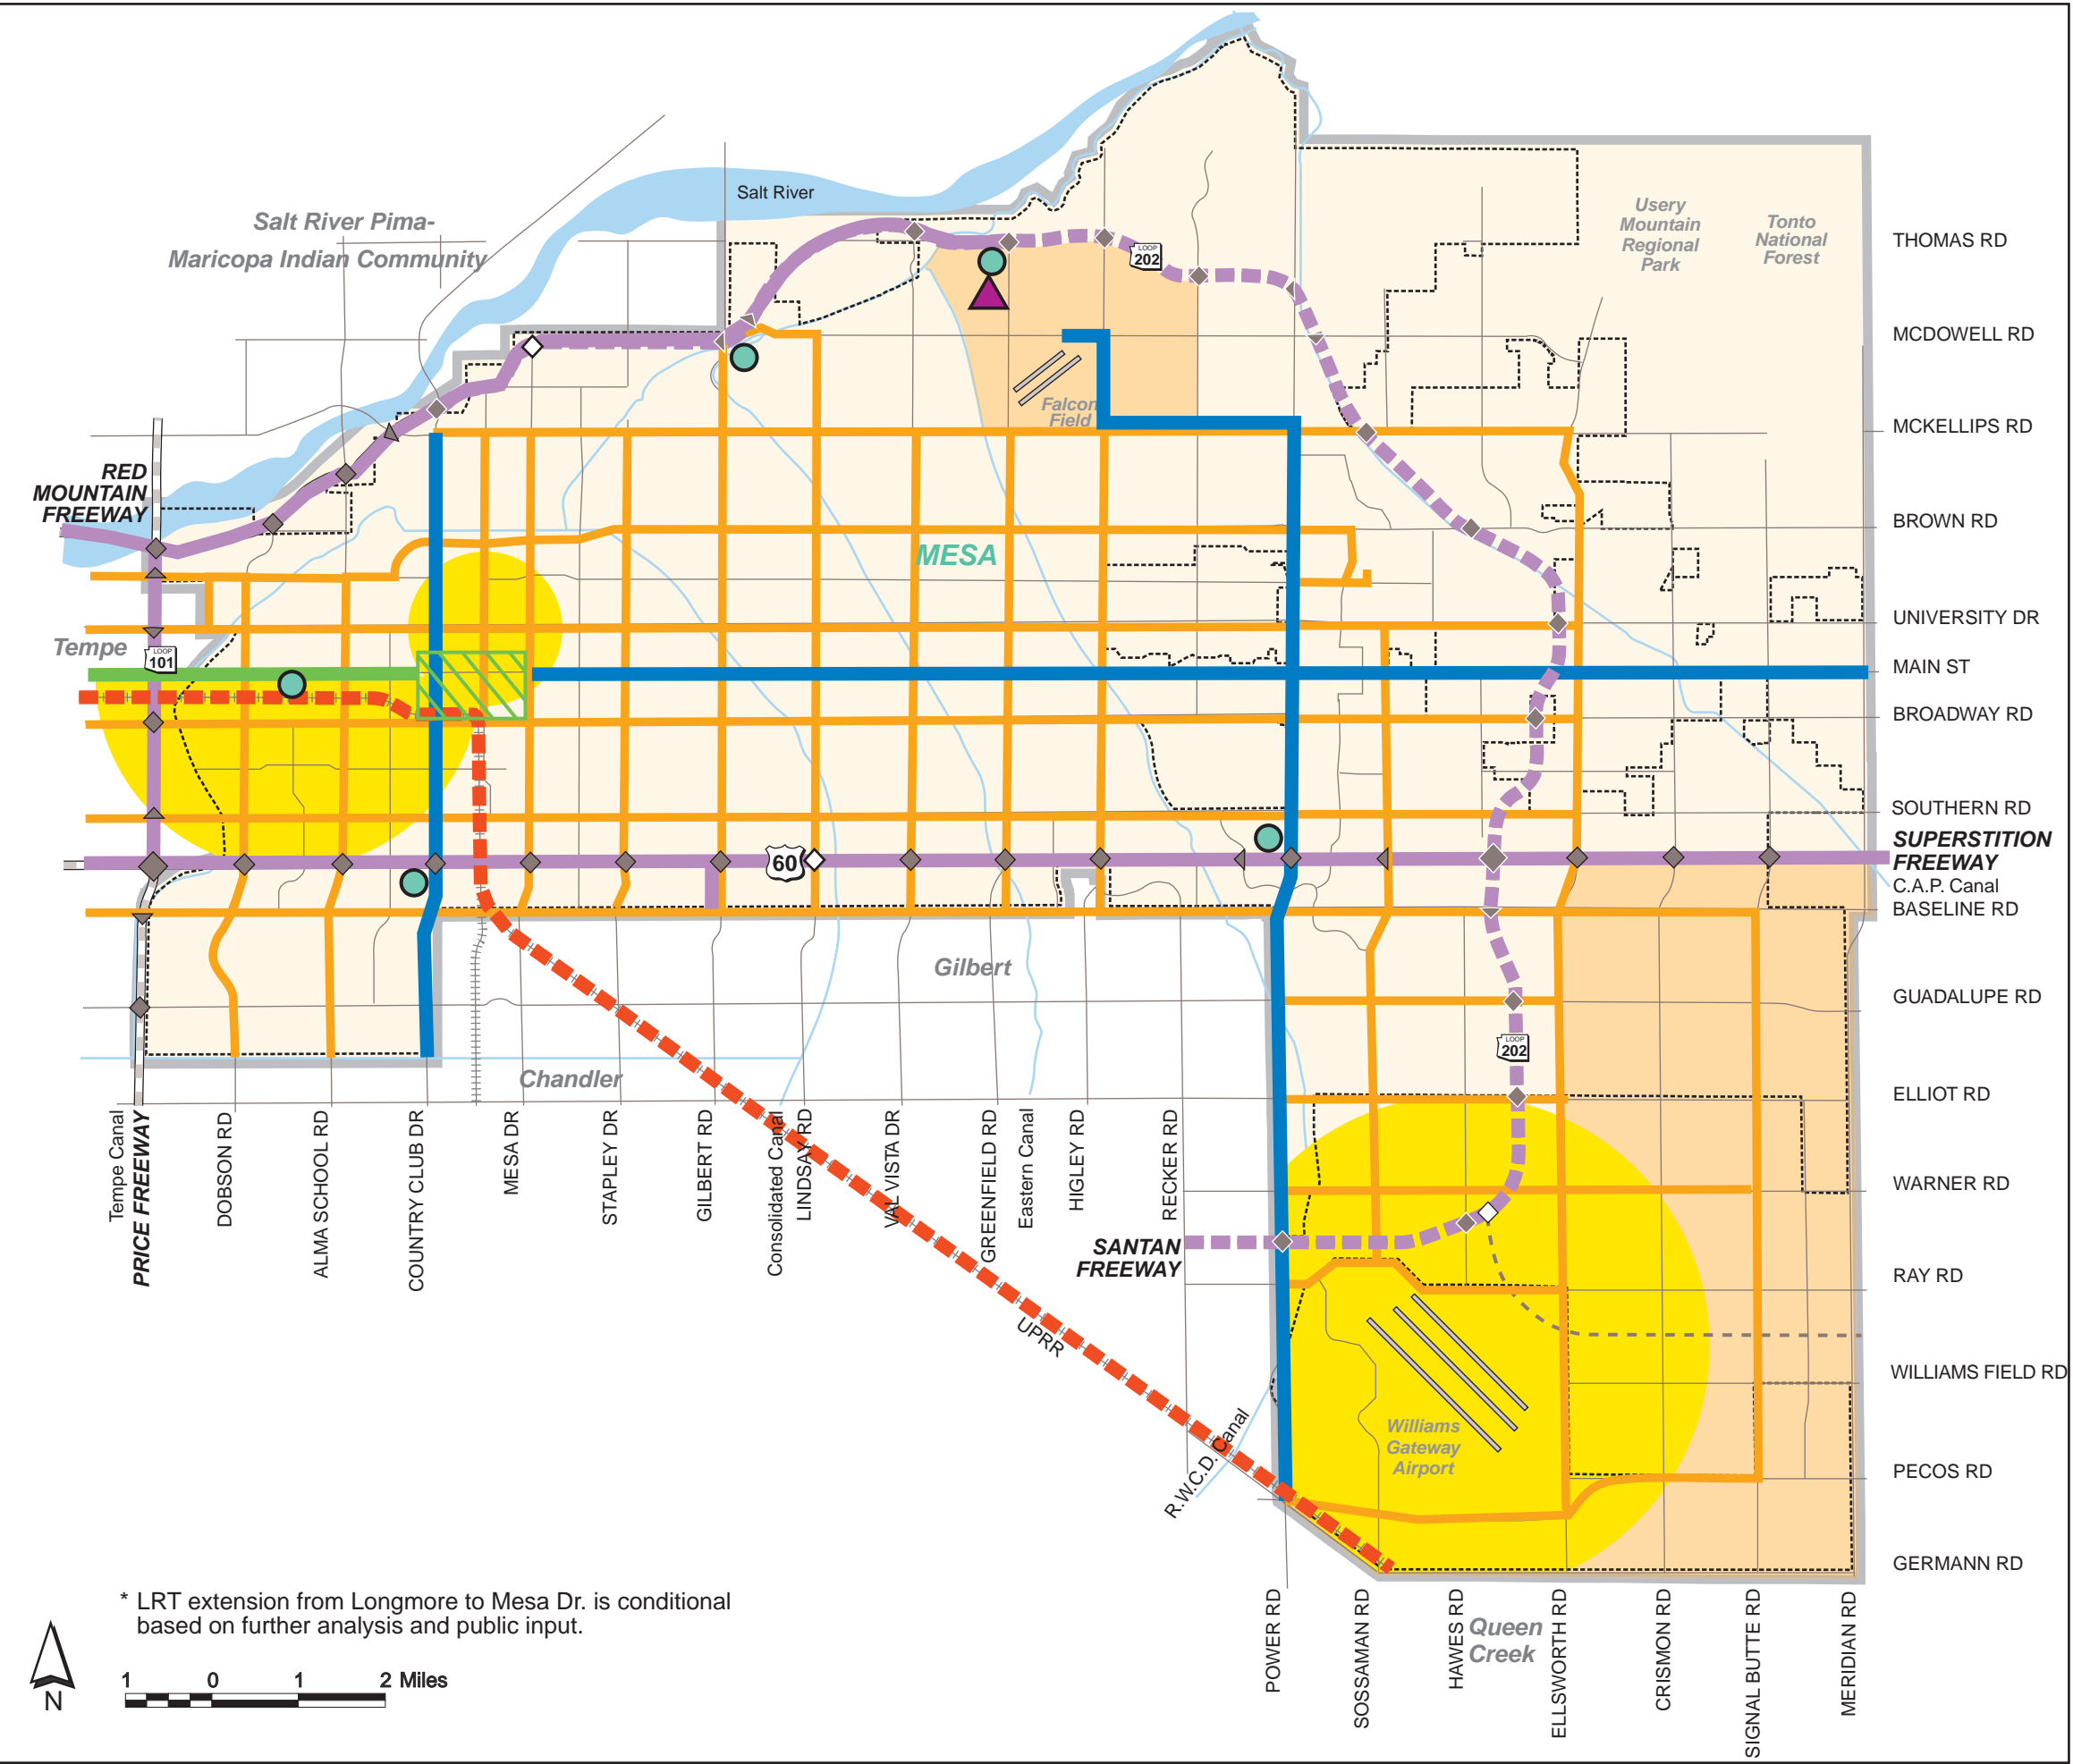 Salt River
Salt River Pima-
Maricopa Indian Community
Usery
Mountain
Regional
Park
Tonto
National
Forest
THOMAS RD
LOOP
202
MCDOWELL RD
Falcon
Field
MCKELLIPS RD
RED
MOUNTAIN
FREEWAY
BROWN RD
MESA
UNIVERSITY DR
Tempe
LOOP
101
MAIN ST
BROADWAY RD
SOUTHERN RD
SUPERSTITION
FREEWAY
60
C.A.P. Canal
BASELINE RD
Gilbert
GUADALUPE RD
LOOP
202
Chandler
ELLIOT RD
Tempe Canal
PRICE FREEWAY
DOBSON RD
ALMA SCHOOL RD
COUNTRY CLUB DR
MESA DR
STAPLEY DR
GILBERT RD
Consolidated Canal
LINDSAY RD
VAL VISTA DR
GREENFIELD RD
Eastern Canal
HIGLEY RD
RECKER RD
WARNER RD
SANTAN
FREEWAY
RAY RD
UPRR
WILLIAMS FIELD RD
R.W.C.D. Canal
Williams
Gateway
Airport
PECOS RD
GERMANN RD
* LRT extension from Longmore to Mesa Dr. is conditional
based on further analysis and public input.
N
1 0 1 2 Miles
POWER RD
SOSSAMAN RD
HAWES RD
Queen
Creek
ELLSWORTH RD
CRISMON RD
SIGNAL BUTTE RD
MERIDIAN RD